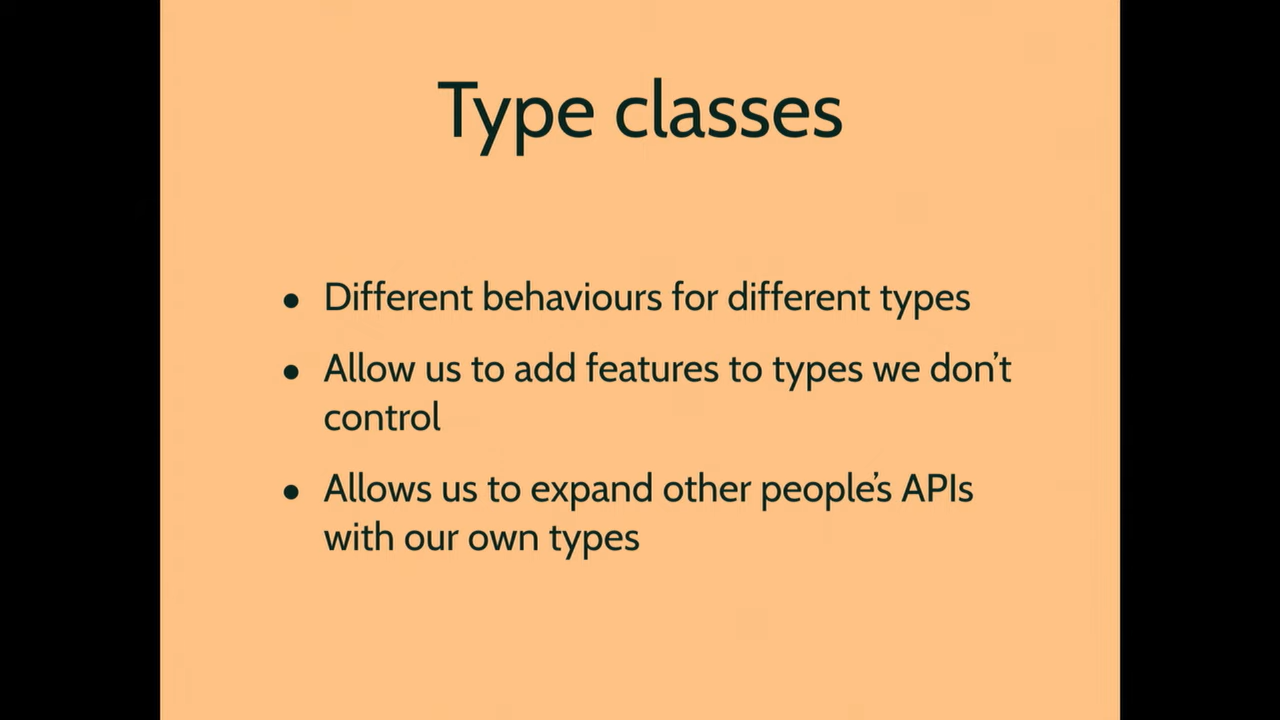 Type classes
• Different behaviours for different types
• Allow us to add features to types we don’t
control
• Allows us to expand other people’s APIs
with our own types